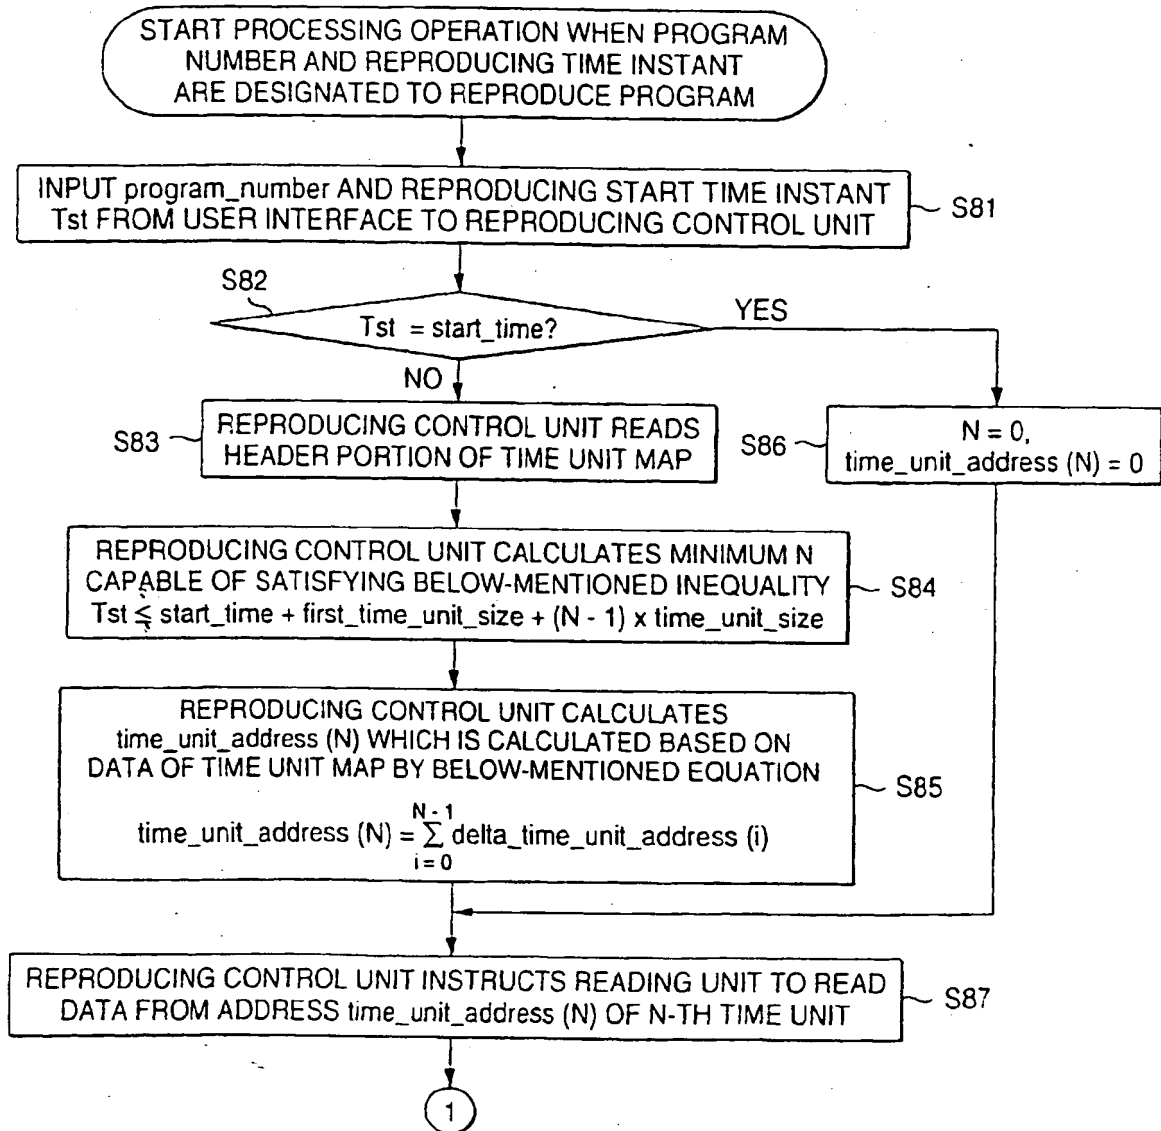 START PROCESSING OPERATION WHEN PROGRAM
NUMBER AND REPRODUCING TIME INSTANT
ARE DESIGNATED TO REPRODUCE PROGRAM
INPUT program_number AND REPRODUCING START TIME INSTANT
Tst FROM USER INTERFACE TO REPRODUCING CONTROL UNIT
S81
S82
Tst = start_time?
YES
NO
S83
REPRODUCING CONTROL UNIT READS
HEADER PORTION OF TIME UNIT MAP
S86
N = 0,
time_unit_address (N) = 0
REPRODUCING CONTROL UNIT CALCULATES MINIMUM N
CAPABLE OF SATISFYING BELOW-MENTIONED INEQUALITY
Tst ≦ start_time + first_time_unit_size + (N - 1) x time_unit_size
S84
REPRODUCING CONTROL UNIT CALCULATES
time_unit_address (N) WHICH IS CALCULATED BASED ON
DATA OF TIME UNIT MAP BY BELOW-MENTIONED EQUATION
S85
N - 1
time_unit_address (N) = Σ delta_time_unit_address (i)
i = 0
REPRODUCING CONTROL UNIT INSTRUCTS READING UNIT TO READ
DATA FROM ADDRESS time_unit_address (N) OF N-TH TIME UNIT
S87
1